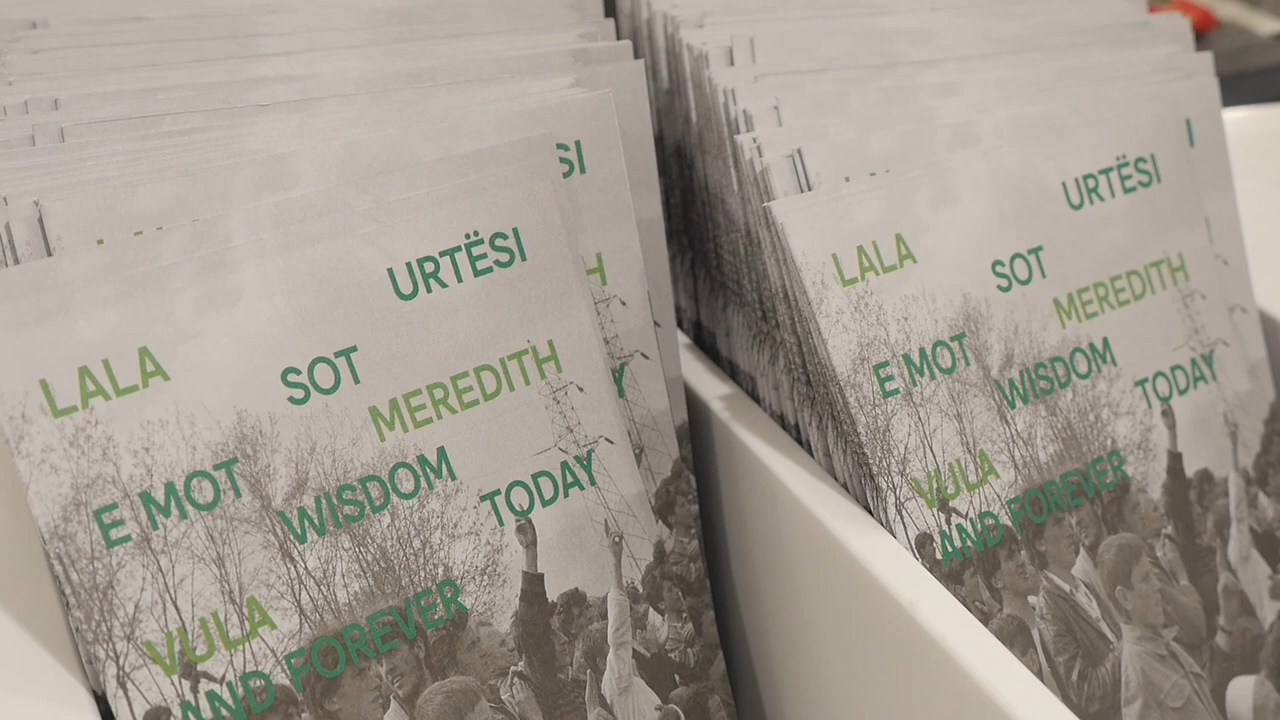 URTËSI
LALA SOT
MEREDITH
E MOT WISDOM TODAY
VULA
AND FOREVER
SI
H
Y
URTËSI
LALA SOT
MEREDITH
E MOT WISDOM TODAY
VULA
AND FOREVER
I